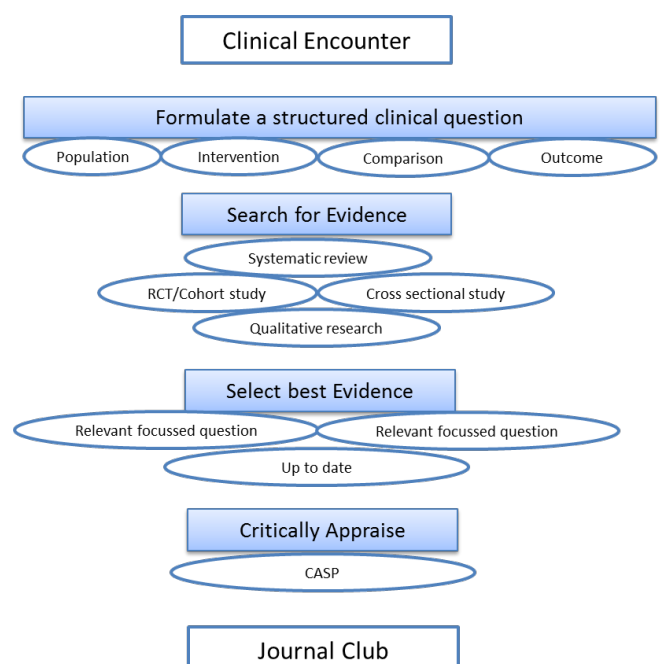 Clinical Encounter
Formulate a structured clinical question
Population Intervention Comparison Outcome
Search for Evidence
Systematic review
RCT/Cohort study Cross sectional study
Qualitative research
Select best Evidence
Relevant focussed question Relevant focussed question
Up to date
Critically Appraise
CASP
Journal Club